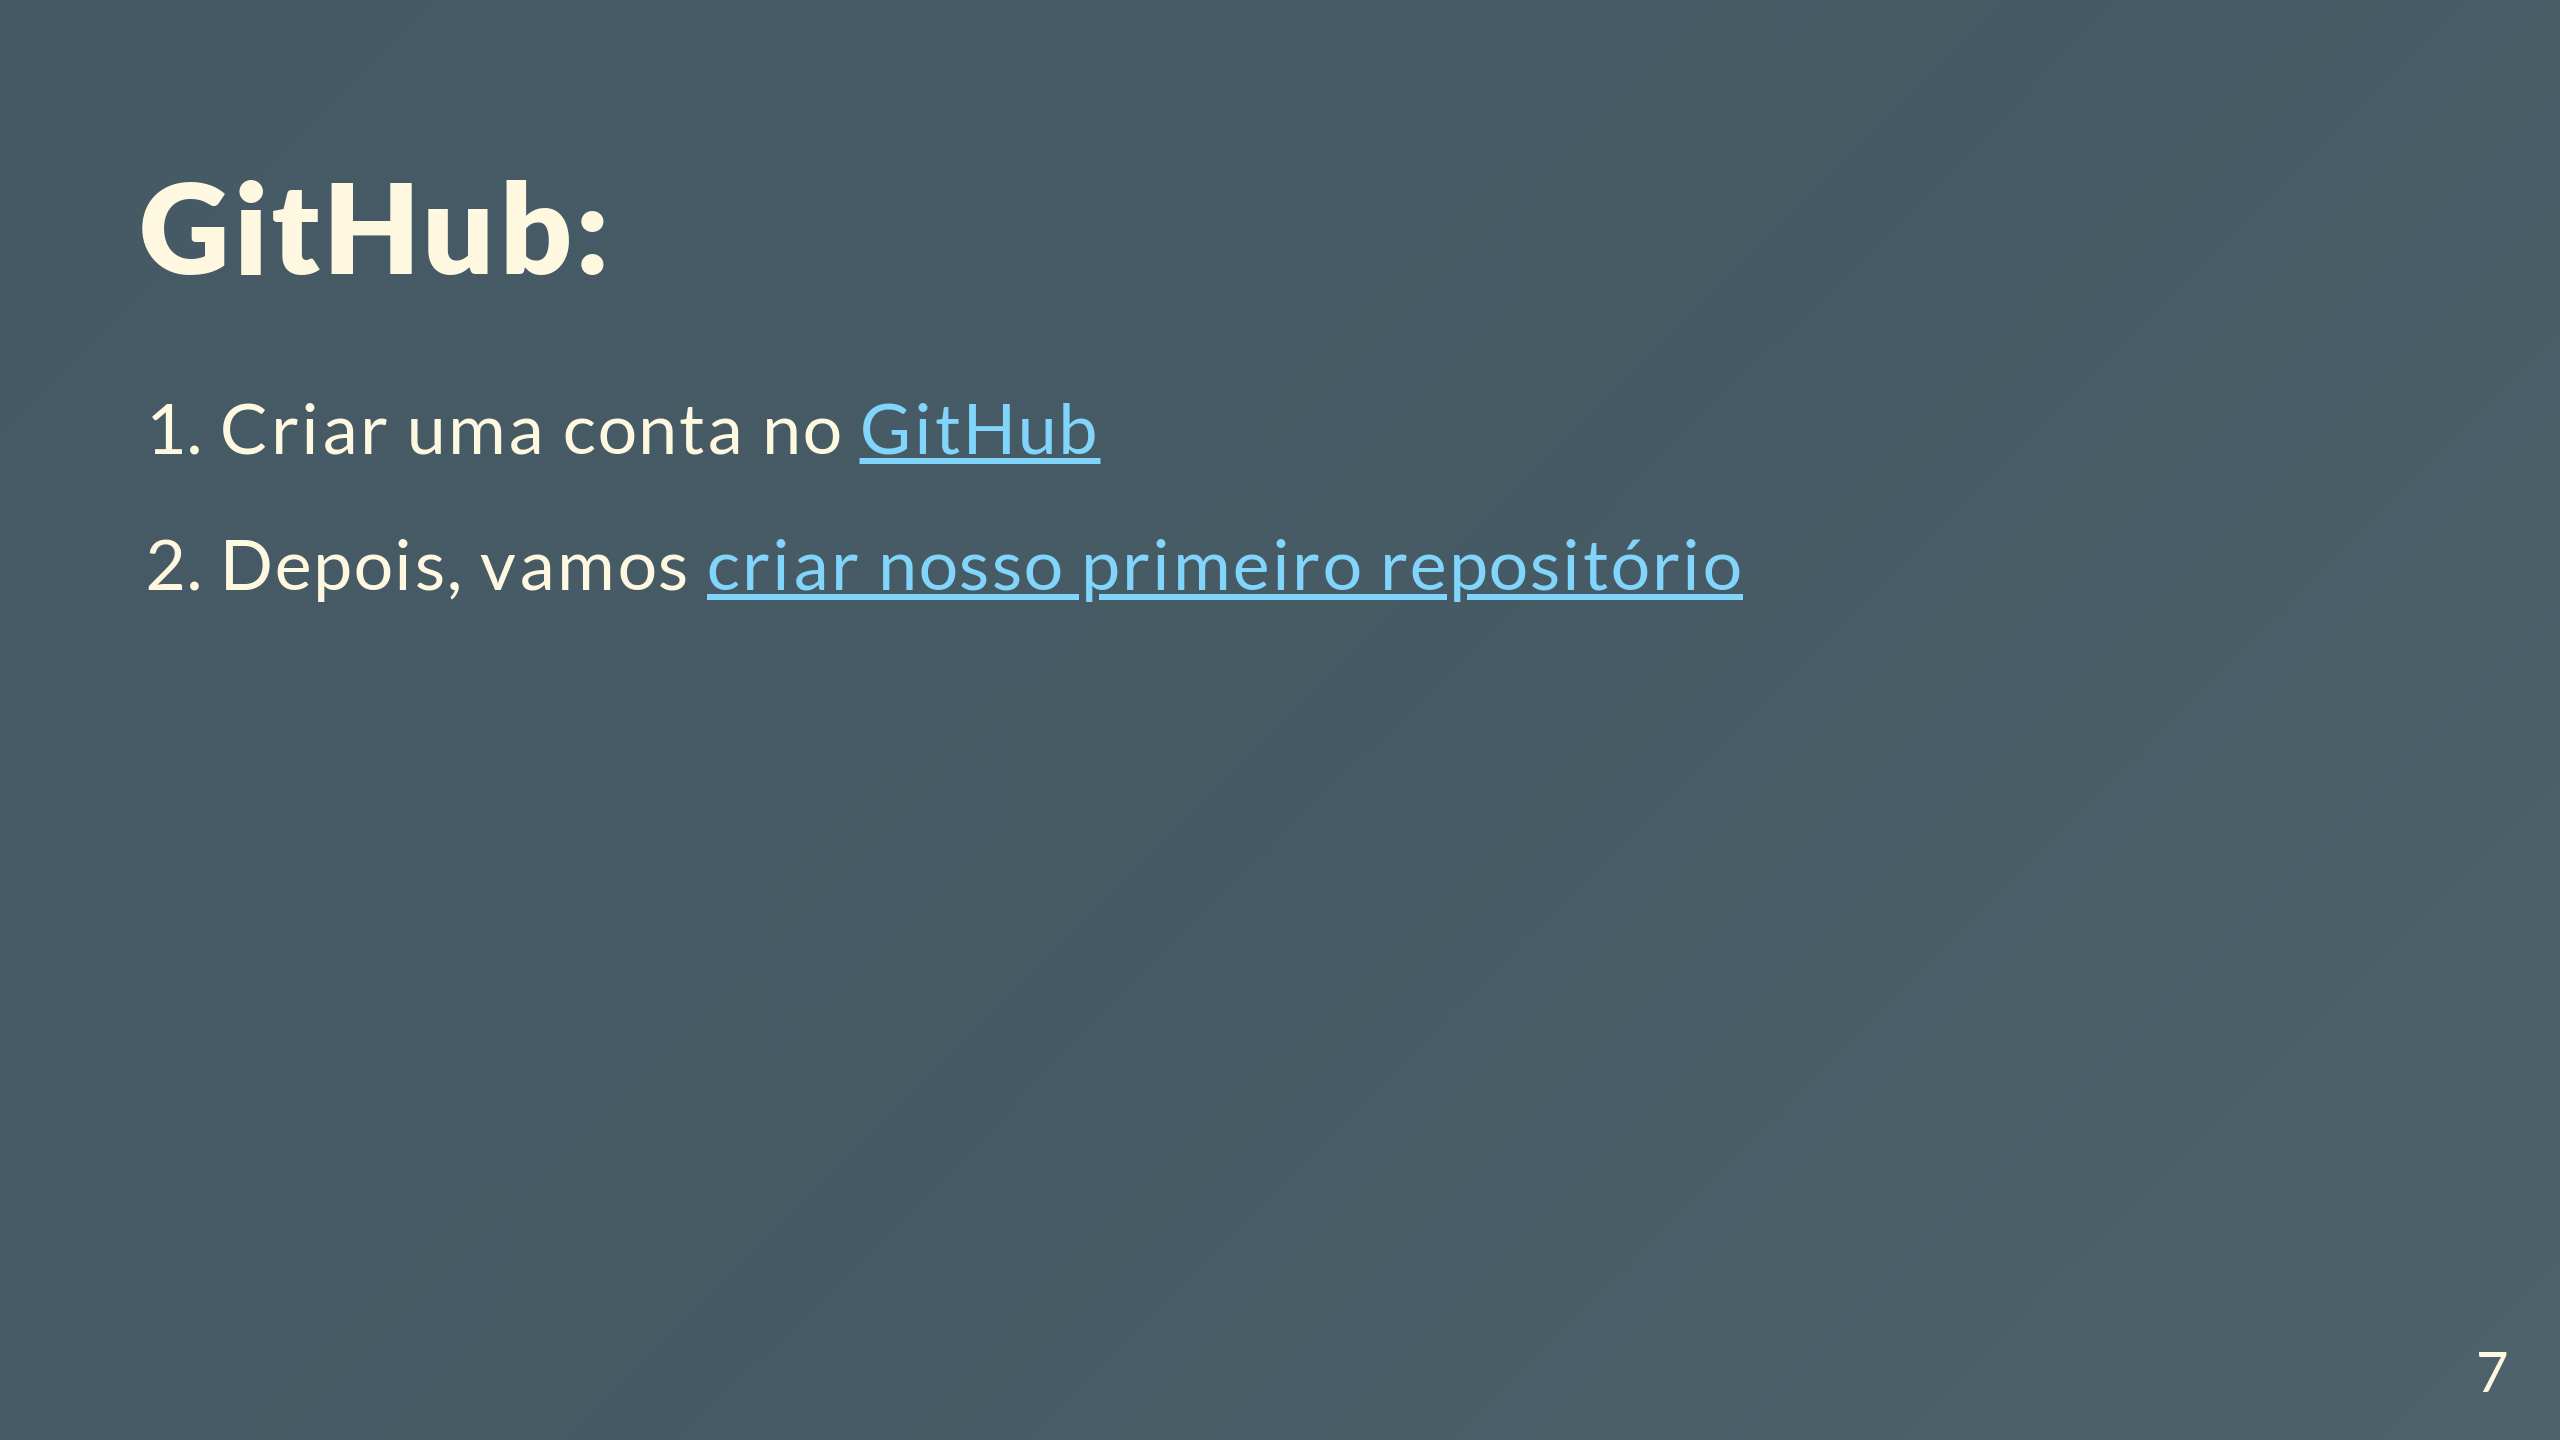 GitHub:
1. Criar uma conta no GitHub
2. Depois, vamos criar nosso primeiro repositório
7